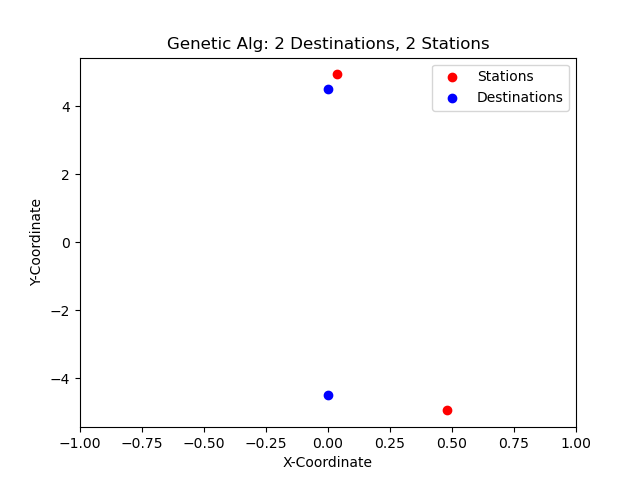 Genetic Alg: 2 Destinations, 2 Stations
Stations
Destinations
Y-Coordinate
4
2
0
−2
−4
−1.00 −0.75 −0.50 −0.25 0.00 0.25 0.50 0.75 1.00
X-Coordinate